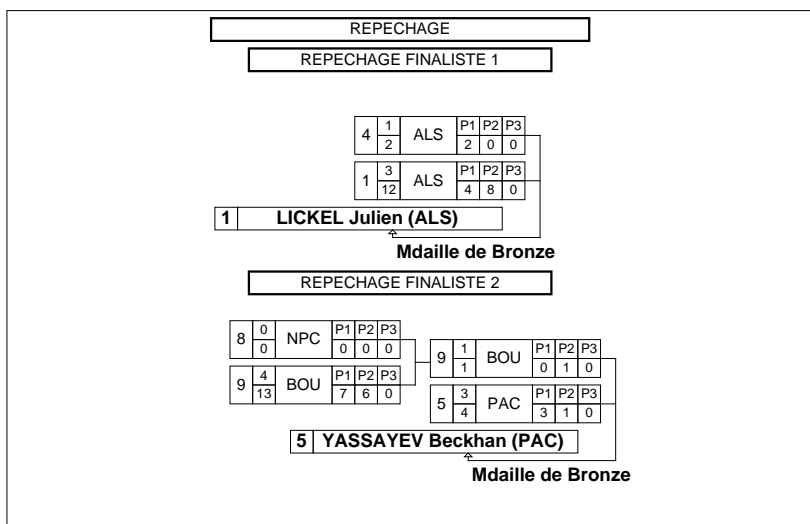 REPECHAGE
REPECHAGE FINALISTE 1
4 1 ALS P1 P2 P3
2 2 0 0
1 3 ALS P1 P2 P3
12 4 8 0
1 LICKEL Julien (ALS)
Mdaille de Bronze
REPECHAGE FINALISTE 2
8 0 NPC P1 P2 P3
0 0 0 0
9 4 BOU P1 P2 P3
13 7 6 0
9 1 BOU P1 P2 P3
1 0 1 0
5 3 PAC P1 P2 P3
4 3 1 0
5 YASSAYEV Beckhan (PAC)
Mdaille de Bronze